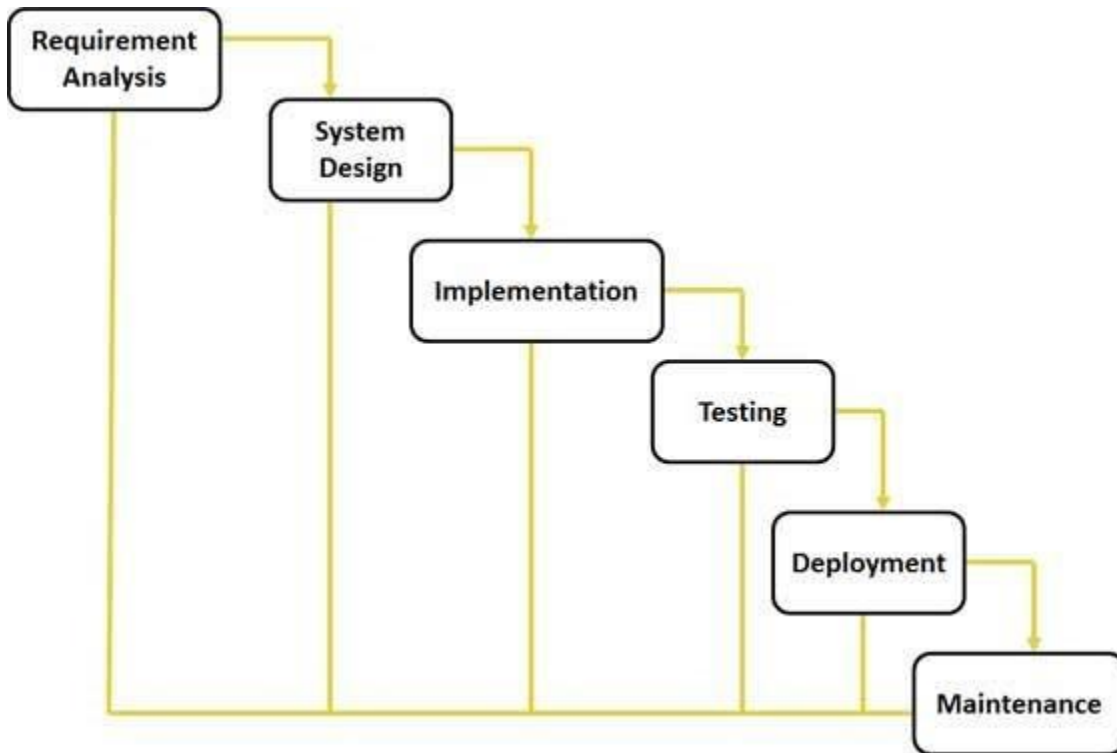 Requirement
Analysis
System
Design
Implementation
Testing
Deployment
Maintenance